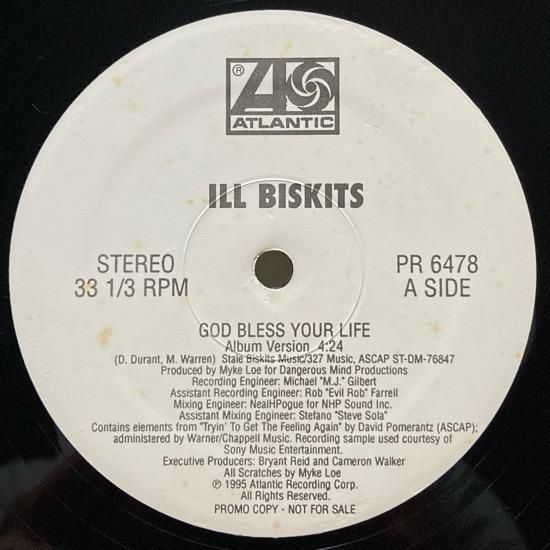 ®
ATLANTIC
ILL BISKITS
STEREO
33 1/3 RPM
PR 6478
A SIDE
GOD BLESS YOUR LIFE
Album Version 4:24
(D. Durant, M. Warren) Stale Biskits Music/327 Music, ASCAP ST-DM-76847
Produced by Myke Loe for Dangerous Mind Productions
Recording Engineer: Michael "M.J." Gilbert
Assistant Recording Engineer: Rob "Evil Rob" Farrell
Mixing Engineer: NealHPogue for NHP Sound Inc.
Assistant Mixing Engineer: Stefano "Steve Sola"
Contains elements from "Tryin' To Get The Feeling Again" by David Pomerantz (ASCAP);
administered by Warner/Chappell Music. Recording sample used courtesy of
Sony Music Entertainment.
Executive Producers: Bryant Reid and Cameron Walker
All Scratches by Myke Loe
℗ 1995 Atlantic Recording Corp.
All Rights Reserved.
PROMO COPY - NOT FOR SALE